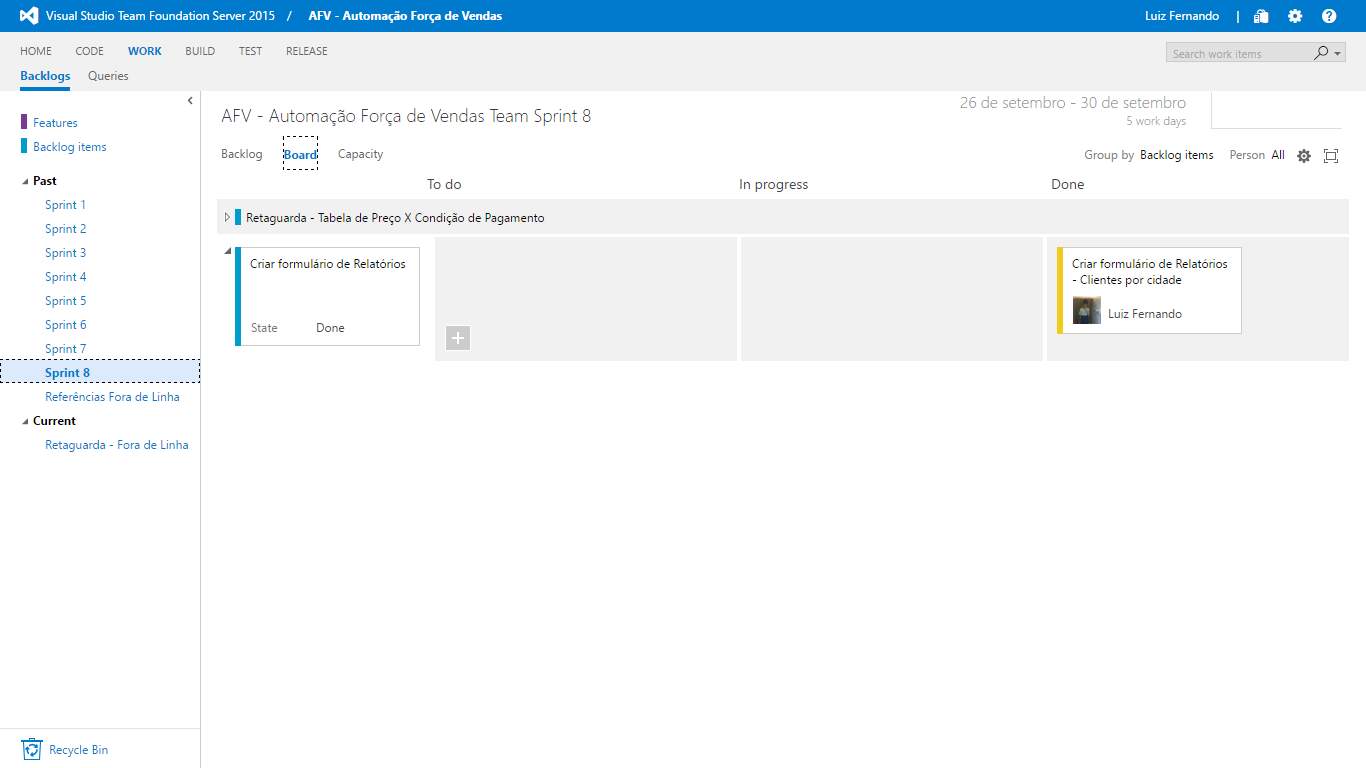 Visual Studio Team Foundation Server 2015 / AFV - Automação Força de Vendas
Luiz Fernando |
HOME CODE WORK BUILD TEST RELEASE
Search work items
Backlogs Queries
Features
Backlog items
Past
Sprint 1
Sprint 2
Sprint 3
Sprint 4
Sprint 5
Sprint 6
Sprint 7
Sprint 8
Referências Fora de Linha
Current
Retaguarda - Fora de Linha
Recycle Bin
AFV - Automação Força de Vendas Team Sprint 8
26 de setembro - 30 de setembro
5 work days
Backlog Board Capacity
Group by Backlog items Person All
To do In progress Done
Retaguarda - Tabela de Preço X Condição de Pagamento
Criar formulário de Relatórios
State Done
Criar formulário de Relatórios
- Clientes por cidade
Luiz Fernando